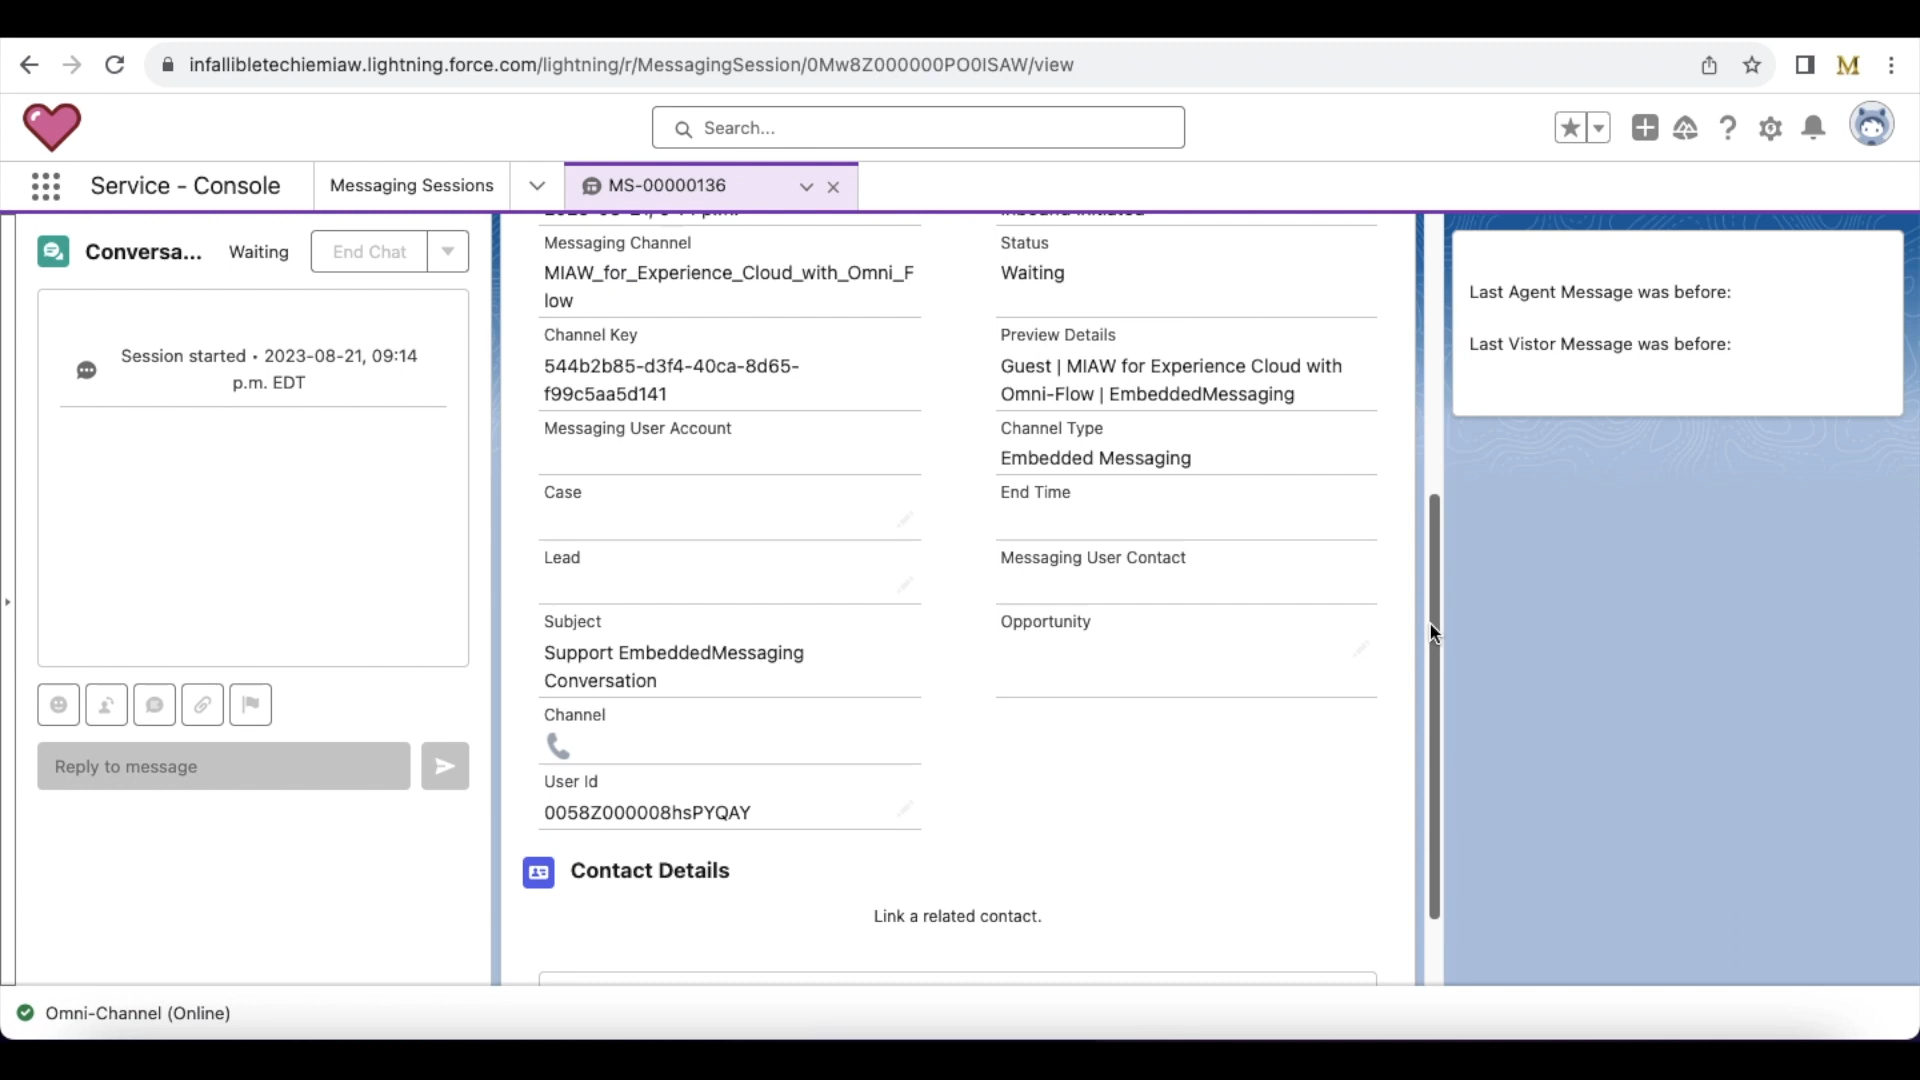 infallibletechiemiaw.lightning.force.com/lightning/r/MessagingSession/0Mw8Z000000PO0ISAW/view
Search...
Service - Console
Messaging Sessions
MS-00000136
Conversa...
Waiting
End Chat
Session started • 2023-08-21, 09:14
p.m. EDT
Reply to message
Messaging Channel
MIAW_for_Experience_Cloud_with_Omni_F
low
Status
Waiting
Channel Key
544b2b85-d3f4-40ca-8d65-
f99c5aa5d141
Preview Details
Guest | MIAW for Experience Cloud with
Omni-Flow | EmbeddedMessaging
Messaging User Account
Channel Type
Embedded Messaging
Case
End Time
Lead
Messaging User Contact
Subject
Support EmbeddedMessaging
Conversation
Opportunity
Channel
User Id
0058Z000008hsPYQAY
Contact Details
Link a related contact.
Last Agent Message was before:
Last Vistor Message was before:
Omni-Channel (Online)